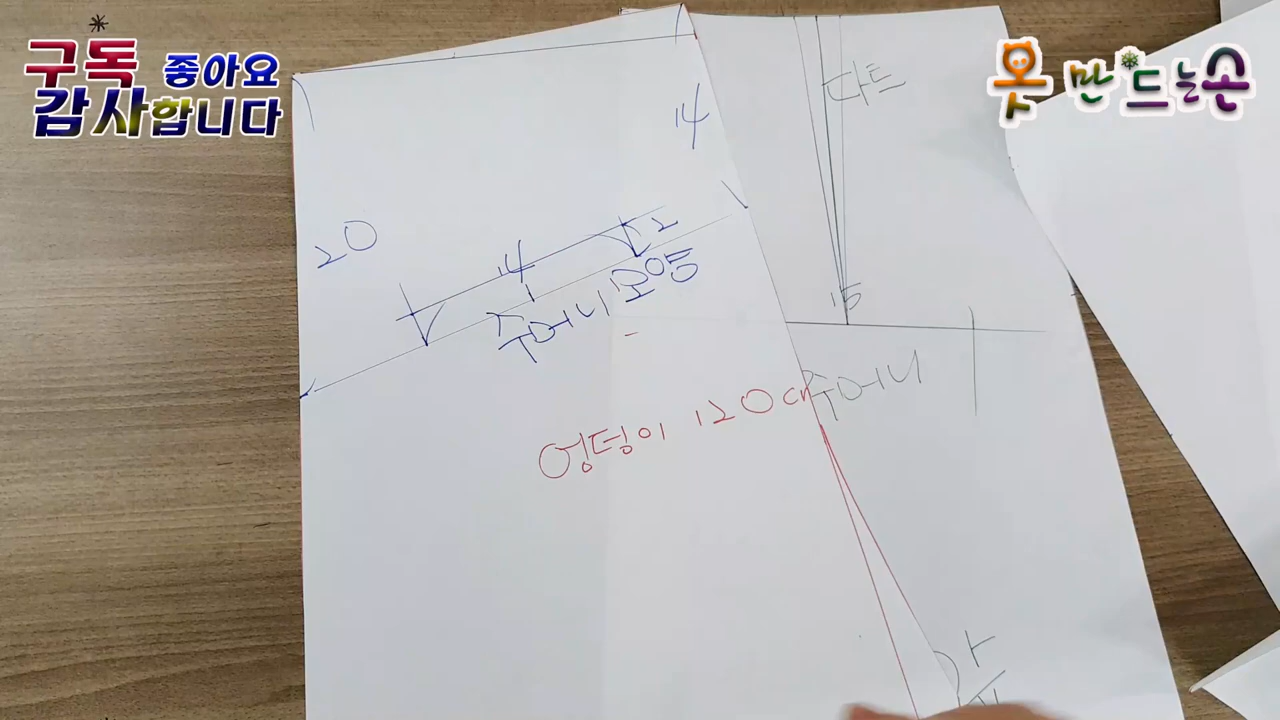 구독 좋아요
감사합니다
옷 만드는손
14
다트
20
14
2
주머니모양
15
주머니
엉덩이 120cm